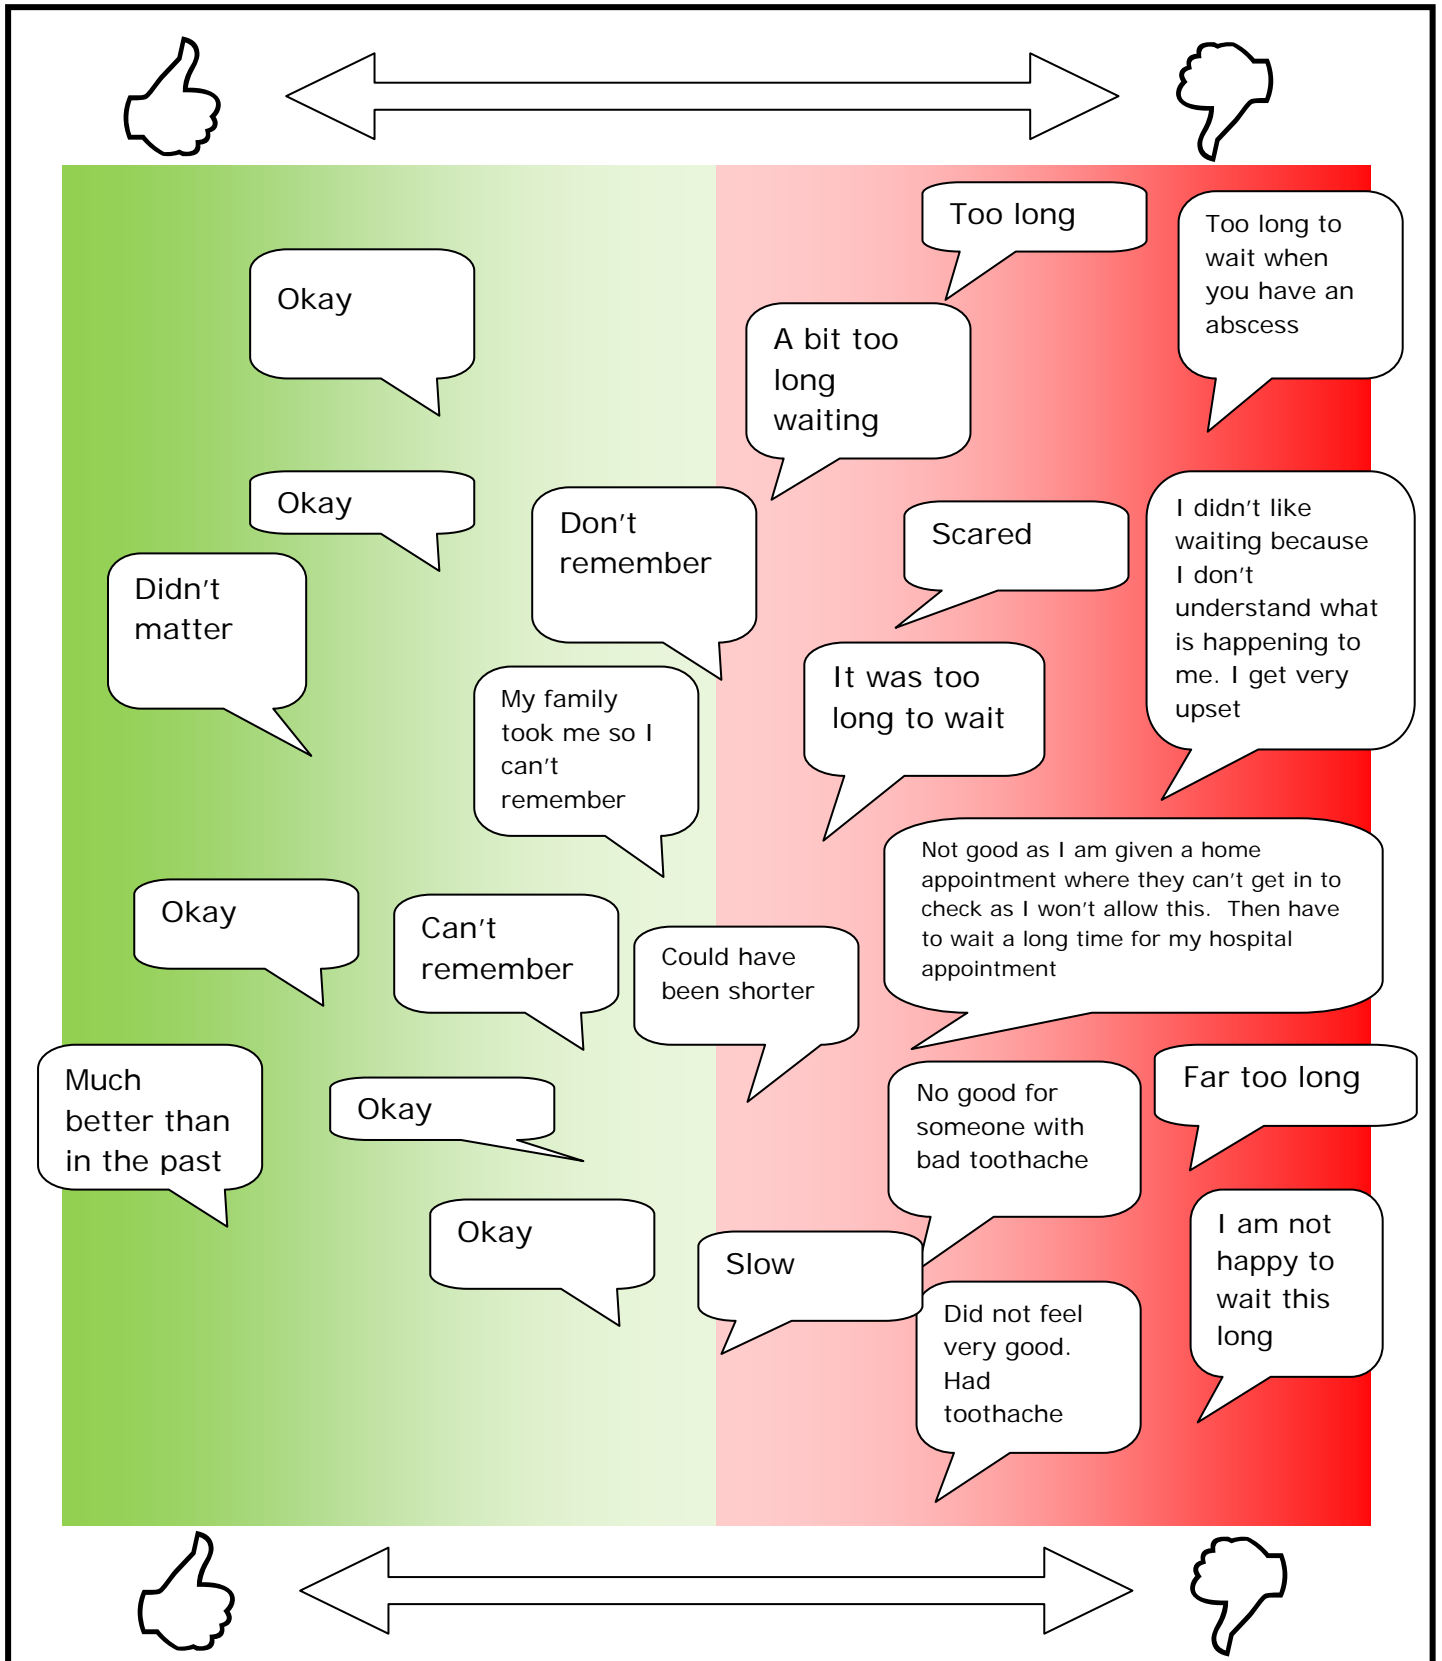 Too long
Too long to
wait when
you have an
abscess
Okay
A bit too
long
waiting
Okay
Don't
remember
Scared
I didn't like
waiting because
I don't
understand what
is happening to
me. I get very
upset
Didn't
matter
My family
took me so I
can't
remember
It was too
long to wait
Not good as I am given a home
appointment where they can't get in to
check as I won't allow this.  Then have
to wait a long time for my hospital
appointment
Okay
Can't
remember
Could have
been shorter
Much
better than
in the past
Okay
No good for
someone with
bad toothache
Far too long
Okay
Slow
I am not
happy to
wait this
long
Did not feel
very good.
Had
toothache